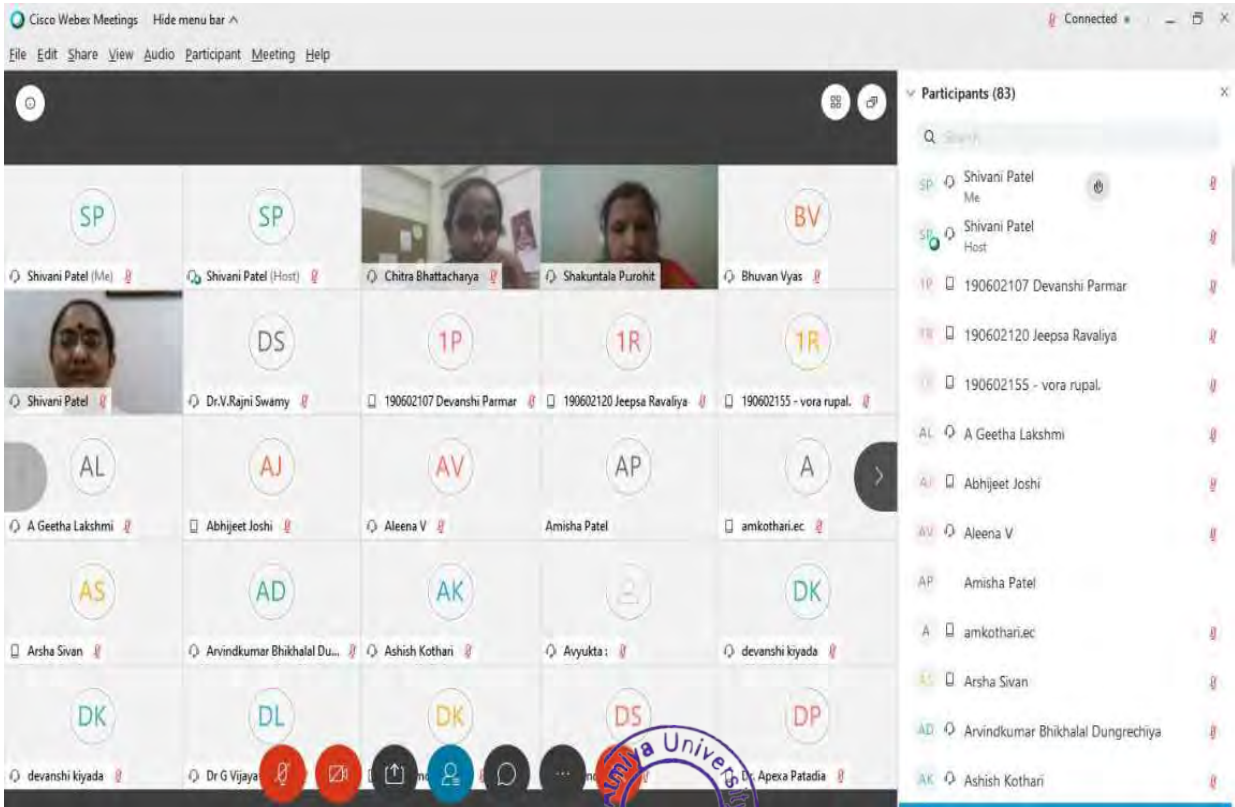 Cisco Webex Meetings Hide menu bar
Connected
File Edit Share View Audio Participant Meeting Help
Participants (83)
Search
SP
SP
BV
Shivani Patel (Me)
Shivani Patel (Host)
Chitra Bhattacharya
Shakuntala Purohit
Bhuvan Vyas
DS
1P
1R
1R
Shivani Patel
Dr.V.Rajni Swamy
190602107 Devanshi Parmar
190602120 Jeepsa Ravaliya
190602155 - vora rupal.
AL
AJ
AV
AP
A
A Geetha Lakshmi
Abhijeet Joshi
Aleena V
Amisha Patel
amkothari.ec
AS
AD
AK
DK
Arsha Sivan
Arvindkumar Bhikhalal Du...
Ashish Kothari
Avyukta :
devanshi kiyada
DK
DL
DK
DS
DP
devanshi kiyada
Dr G Vijaya
Dr. Apexa Patadia
Univers
SP Shivani Patel
Me
SP Shivani Patel
Host
1P 190602107 Devanshi Parmar
1R 190602120 Jeepsa Ravaliya
190602155 - vora rupal.
AL A Geetha Lakshmi
AJ Abhijeet Joshi
AV Aleena V
AP Amisha Patel
A amkothari.ec
AS Arsha Sivan
AD Arvindkumar Bhikhalal Dungrechiya
AK Ashish Kothari